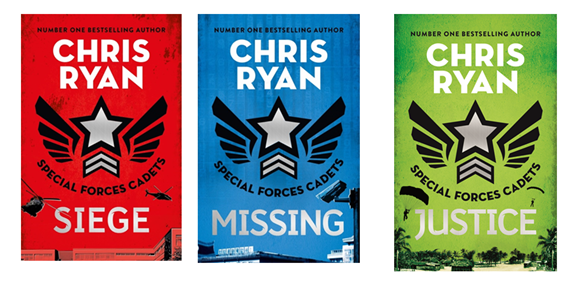 NUMBER ONE BESTSELLING AUTHOR
CHRIS
RYAN
SPECIAL FORCES CADETS
SIEGE
NUMBER ONE BESTSELLING AUTHOR
CHRIS
RYAN
SPECIAL FORCES CADETS
MISSING
NUMBER ONE BESTSELLING AUTHOR
CHRIS
RYAN
SPECIAL FORCES CADETS
JUSTICE